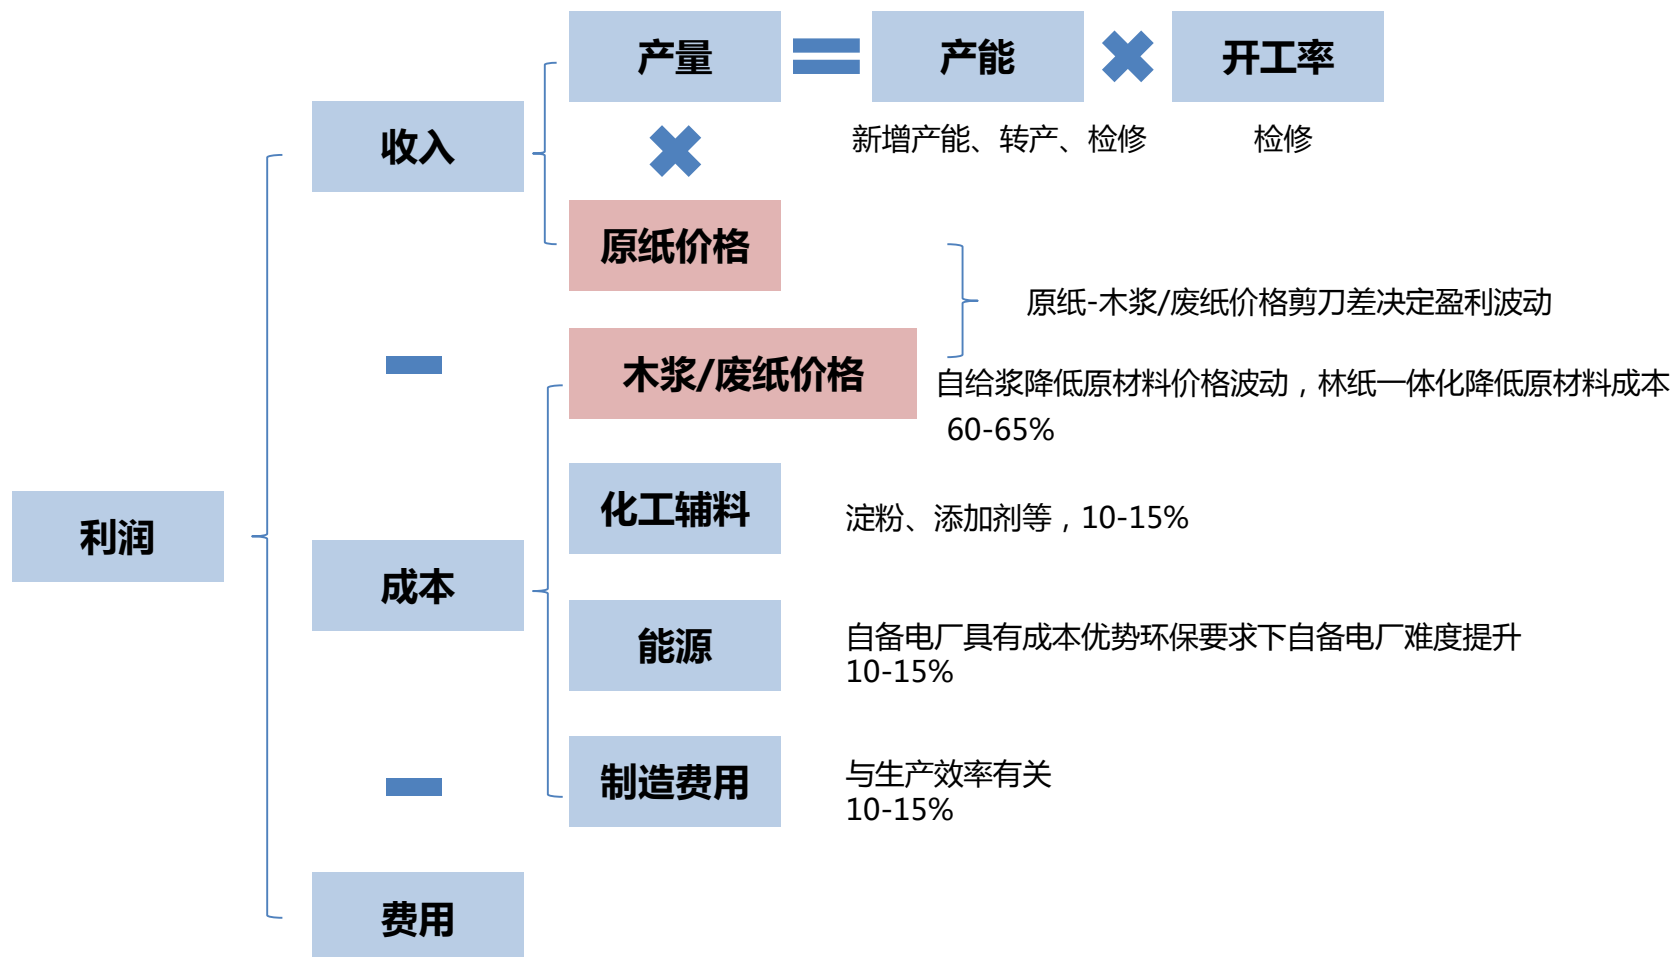 产量
产能
开工率
新增产能、转产、检修
检修
收入
原纸价格
原纸-木浆/废纸价格剪刀差决定盈利波动
木浆/废纸价格
自给浆降低原材料价格波动，林纸一体化降低原材料成本
60-65%
化工辅料
淀粉、添加剂等，10-15%
利润
成本
能源
自备电厂具有成本优势环保要求下自备电厂难度提升
10-15%
制造费用
与生产效率有关
10-15%
费用